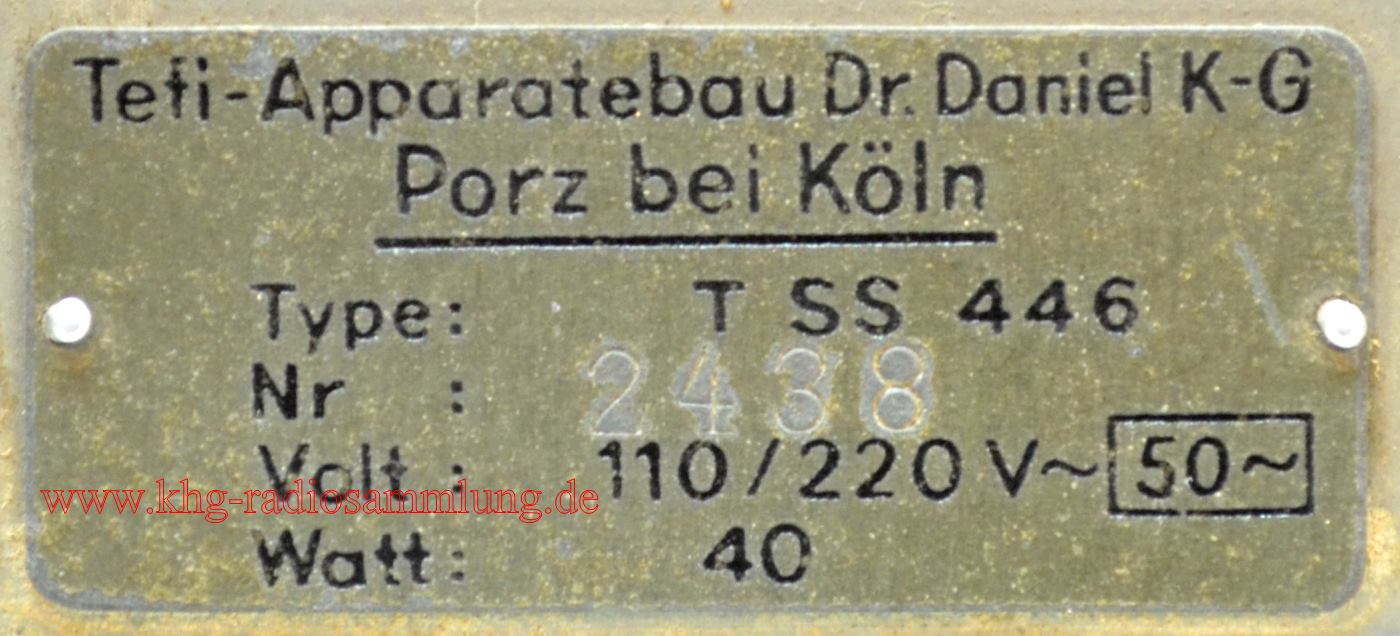 Tefi-Apparatebau Dr. Daniel K-G
Porz bei Köln
Type: T SS 446
Nr : 2438
Volt : 110/220 V~ 50~
www.khg-radiosammlung.de
Watt: 40